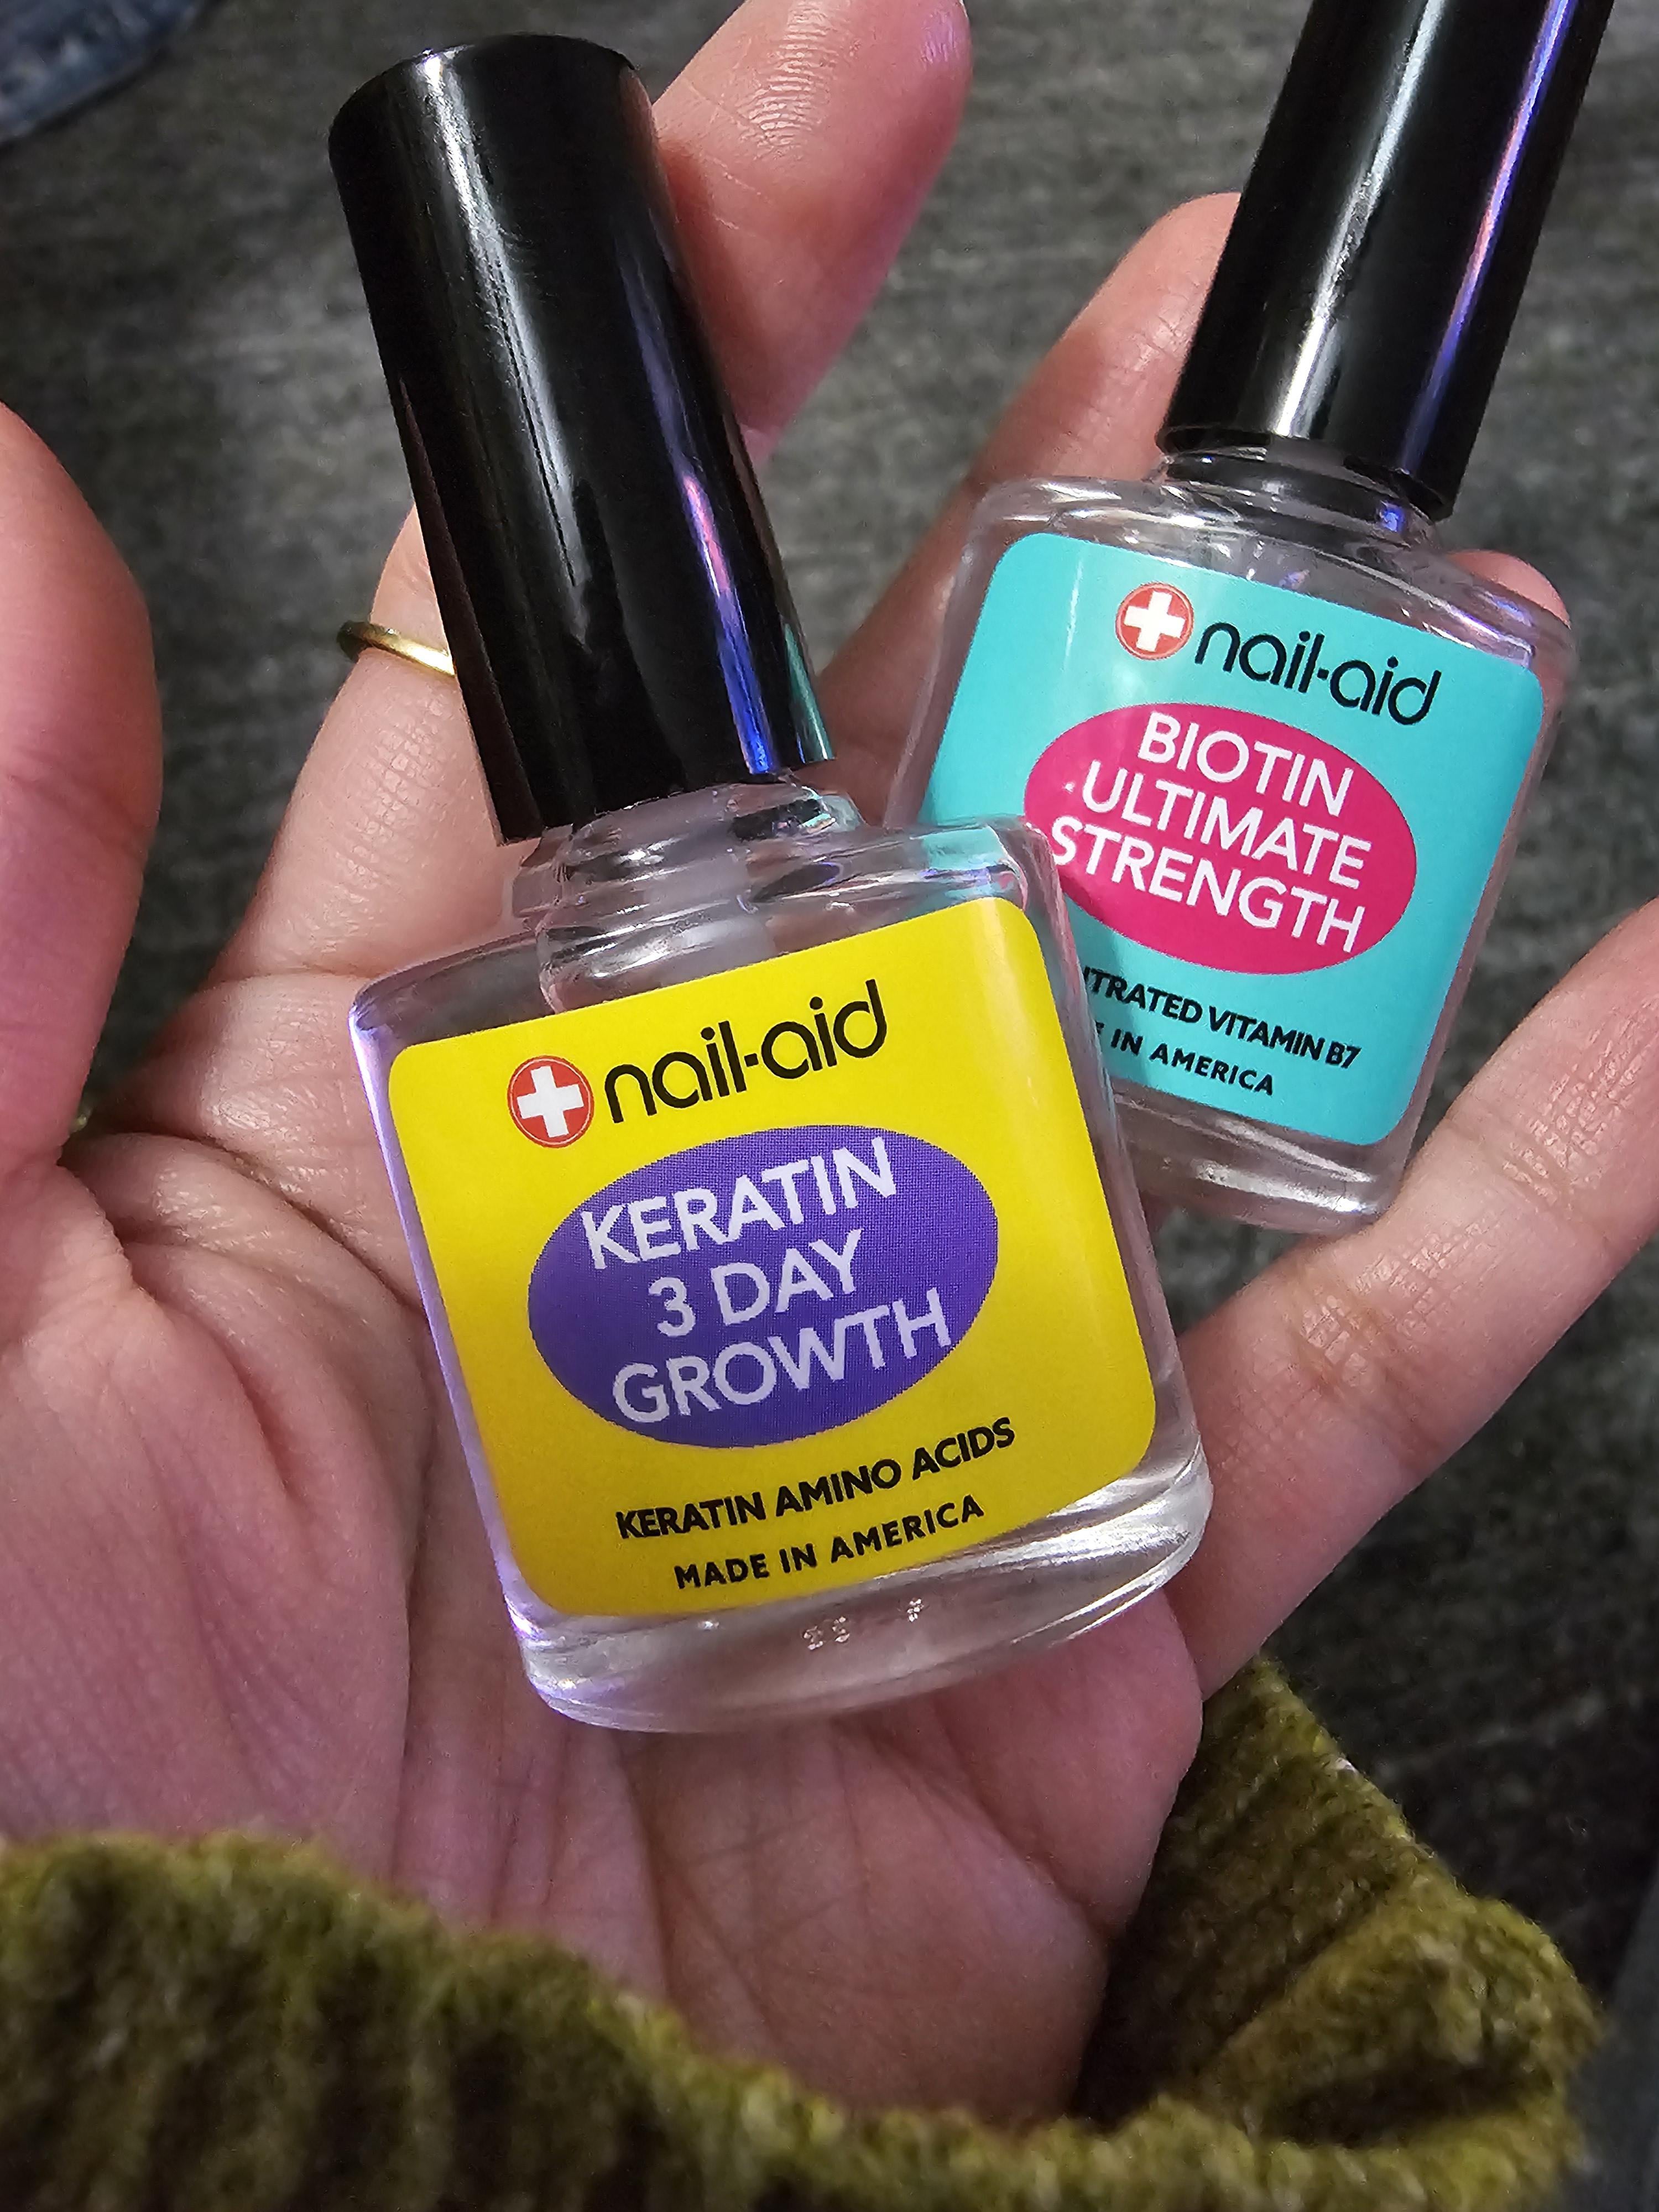 nail-aid
KERATIN
3 DAY
GROWTH
KERATIN AMINO ACIDS
MADE IN AMERICA
nail-aid
BIOTIN
ULTIMATE
STRENGTH
VITAMIN B7
IN AMERICA